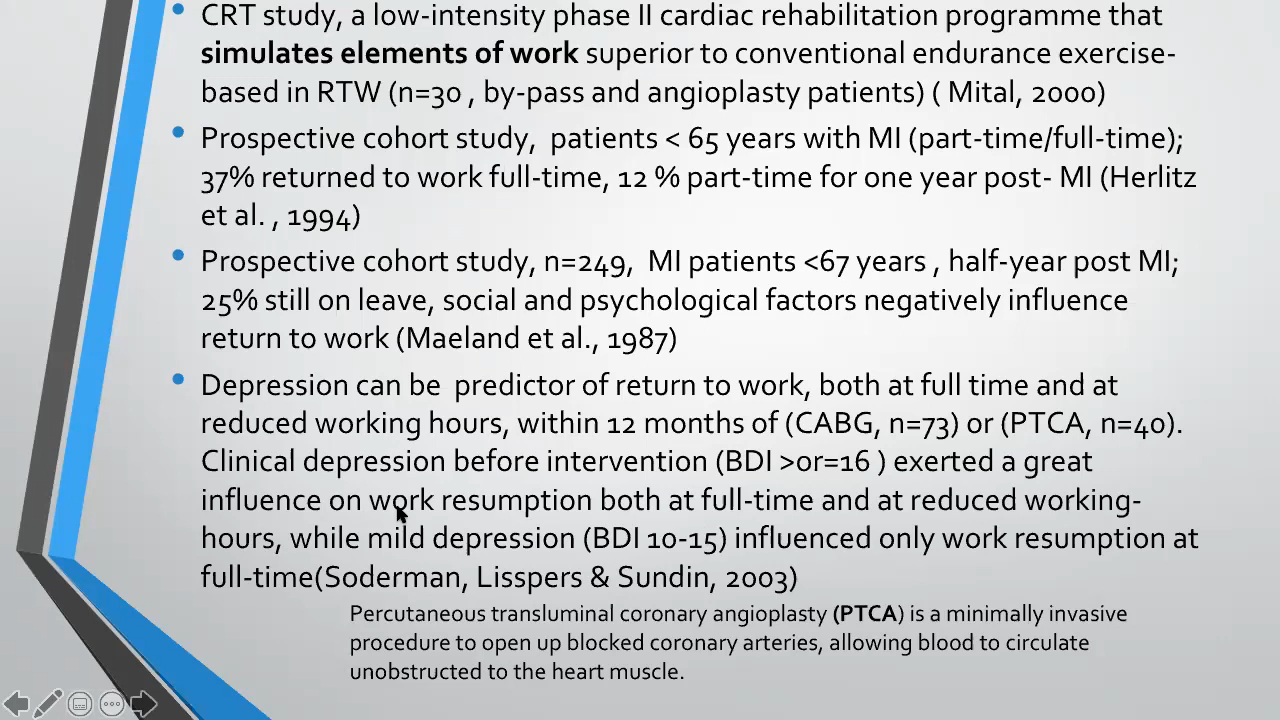 CRT study, a low-intensity phase II cardiac rehabilitation programme that
simulates elements of work superior to conventional endurance exercise-
based in RTW (n=30 , by-pass and angioplasty patients) ( Mital, 2000)
Prospective cohort study,  patients < 65 years with MI (part-time/full-time);
37% returned to work full-time, 12 % part-time for one year post- MI (Herlitz
et al. , 1994)
Prospective cohort study, n=249,  MI patients <67 years , half-year post MI;
25% still on leave, social and psychological factors negatively influence
return to work (Maeland et al., 1987)
Depression can be  predictor of return to work, both at full time and at
reduced working hours, within 12 months of (CABG, n=73) or (PTCA, n=40).
Clinical depression before intervention (BDI >or=16 ) exerted a great
influence on work resumption both at full-time and at reduced working-
hours, while mild depression (BDI 10-15) influenced only work resumption at
full-time(Soderman, Lisspers & Sundin, 2003)
Percutaneous transluminal coronary angioplasty (PTCA) is a minimally invasive
procedure to open up blocked coronary arteries, allowing blood to circulate
unobstructed to the heart muscle.